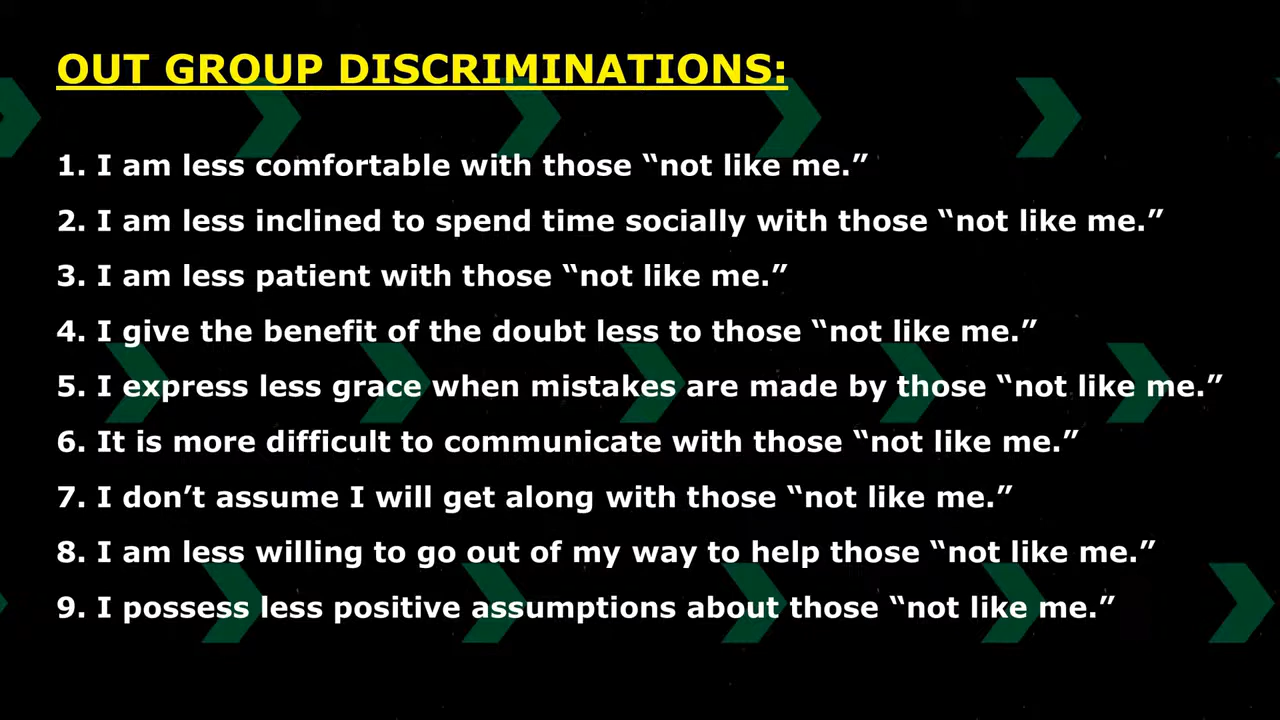 OUT GROUP DISCRIMINATIONS:
1. I am less comfortable with those “not like me.”
2. I am less inclined to spend time socially with those “not like me.”
3. I am less patient with those “not like me.”
4. I give the benefit of the doubt less to those “not like me.”
5. I express less grace when mistakes are made by those “not like me.”
6. It is more difficult to communicate with those “not like me.”
7. I don’t assume I will get along with those “not like me.”
8. I am less willing to go out of my way to help those “not like me.”
9. I possess less positive assumptions about those “not like me.”